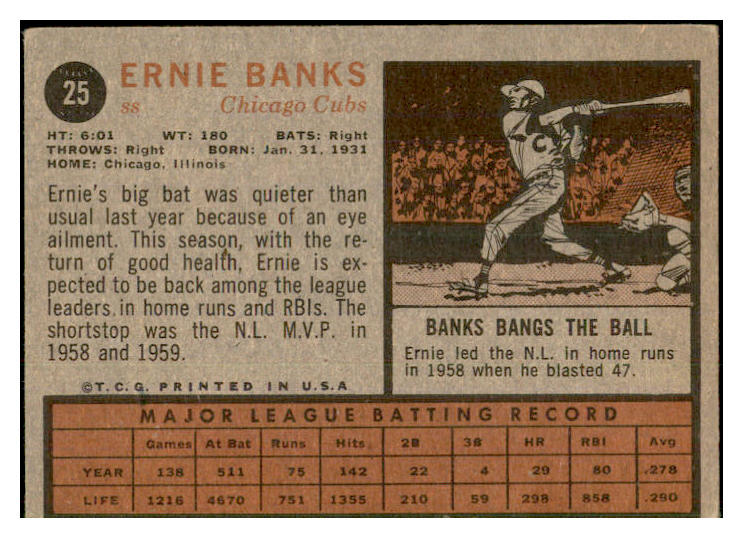 25
ERNIE BANKS
ss Chicago Cubs
HT: 6:01 WT: 180 BATS: Right
THROWS: Right BORN: Jan. 31, 1931
HOME: Chicago, Illinois
Ernie's big bat was quieter than
usual last year because of an eye
ailment. This season, with the re-
turn of good health, Ernie is ex-
pected to be back among the league
leaders in home runs and RBIs. The
shortstop was the N.L. M.V.P. in
1958 and 1959.
C
BANKS BANGS THE BALL
Ernie led the N.L. in home runs
in 1958 when he blasted 47.
©T.C.G. PRINTED IN U.S.A
MAJOR LEAGUE BATTING RECORD
Games At Bat Runs Hits 2B 3B HR RBI Avg
YEAR 138 511 75 142 22 4 29 80 .278
LIFE 1216 4670 751 1355 210 59 298 858 .290